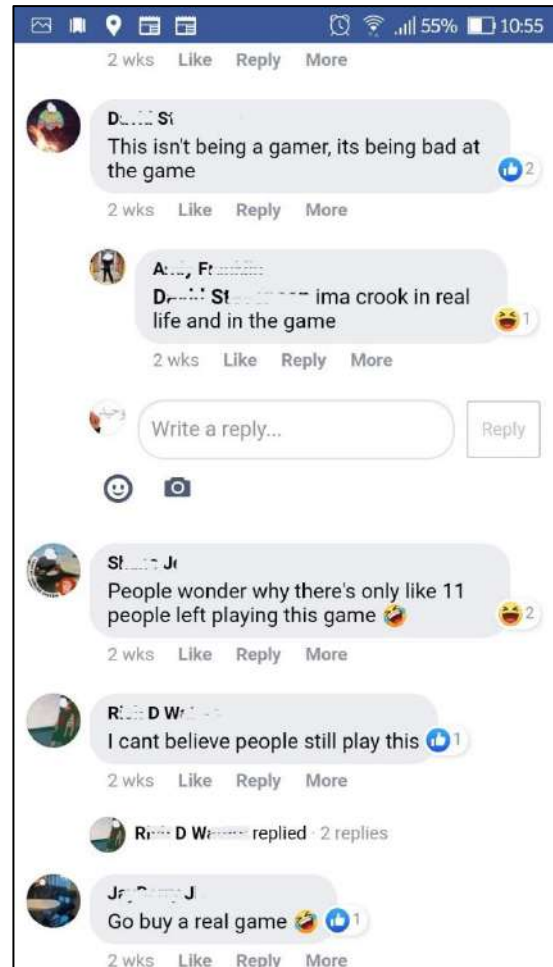 55% 10:55
2 wks Like Reply More
This isn't being a gamer, its being bad at
the game
2
2 wks Like Reply More
ima crook in real
life and in the game
1
2 wks Like Reply More
Write a reply...
Reply
People wonder why there's only like 11
people left playing this game 🤣
2
2 wks Like Reply More
D
I cant believe people still play this
1
2 wks Like Reply More
D replied · 2 replies
Go buy a real game 🤣
1
2 wks Like Reply More